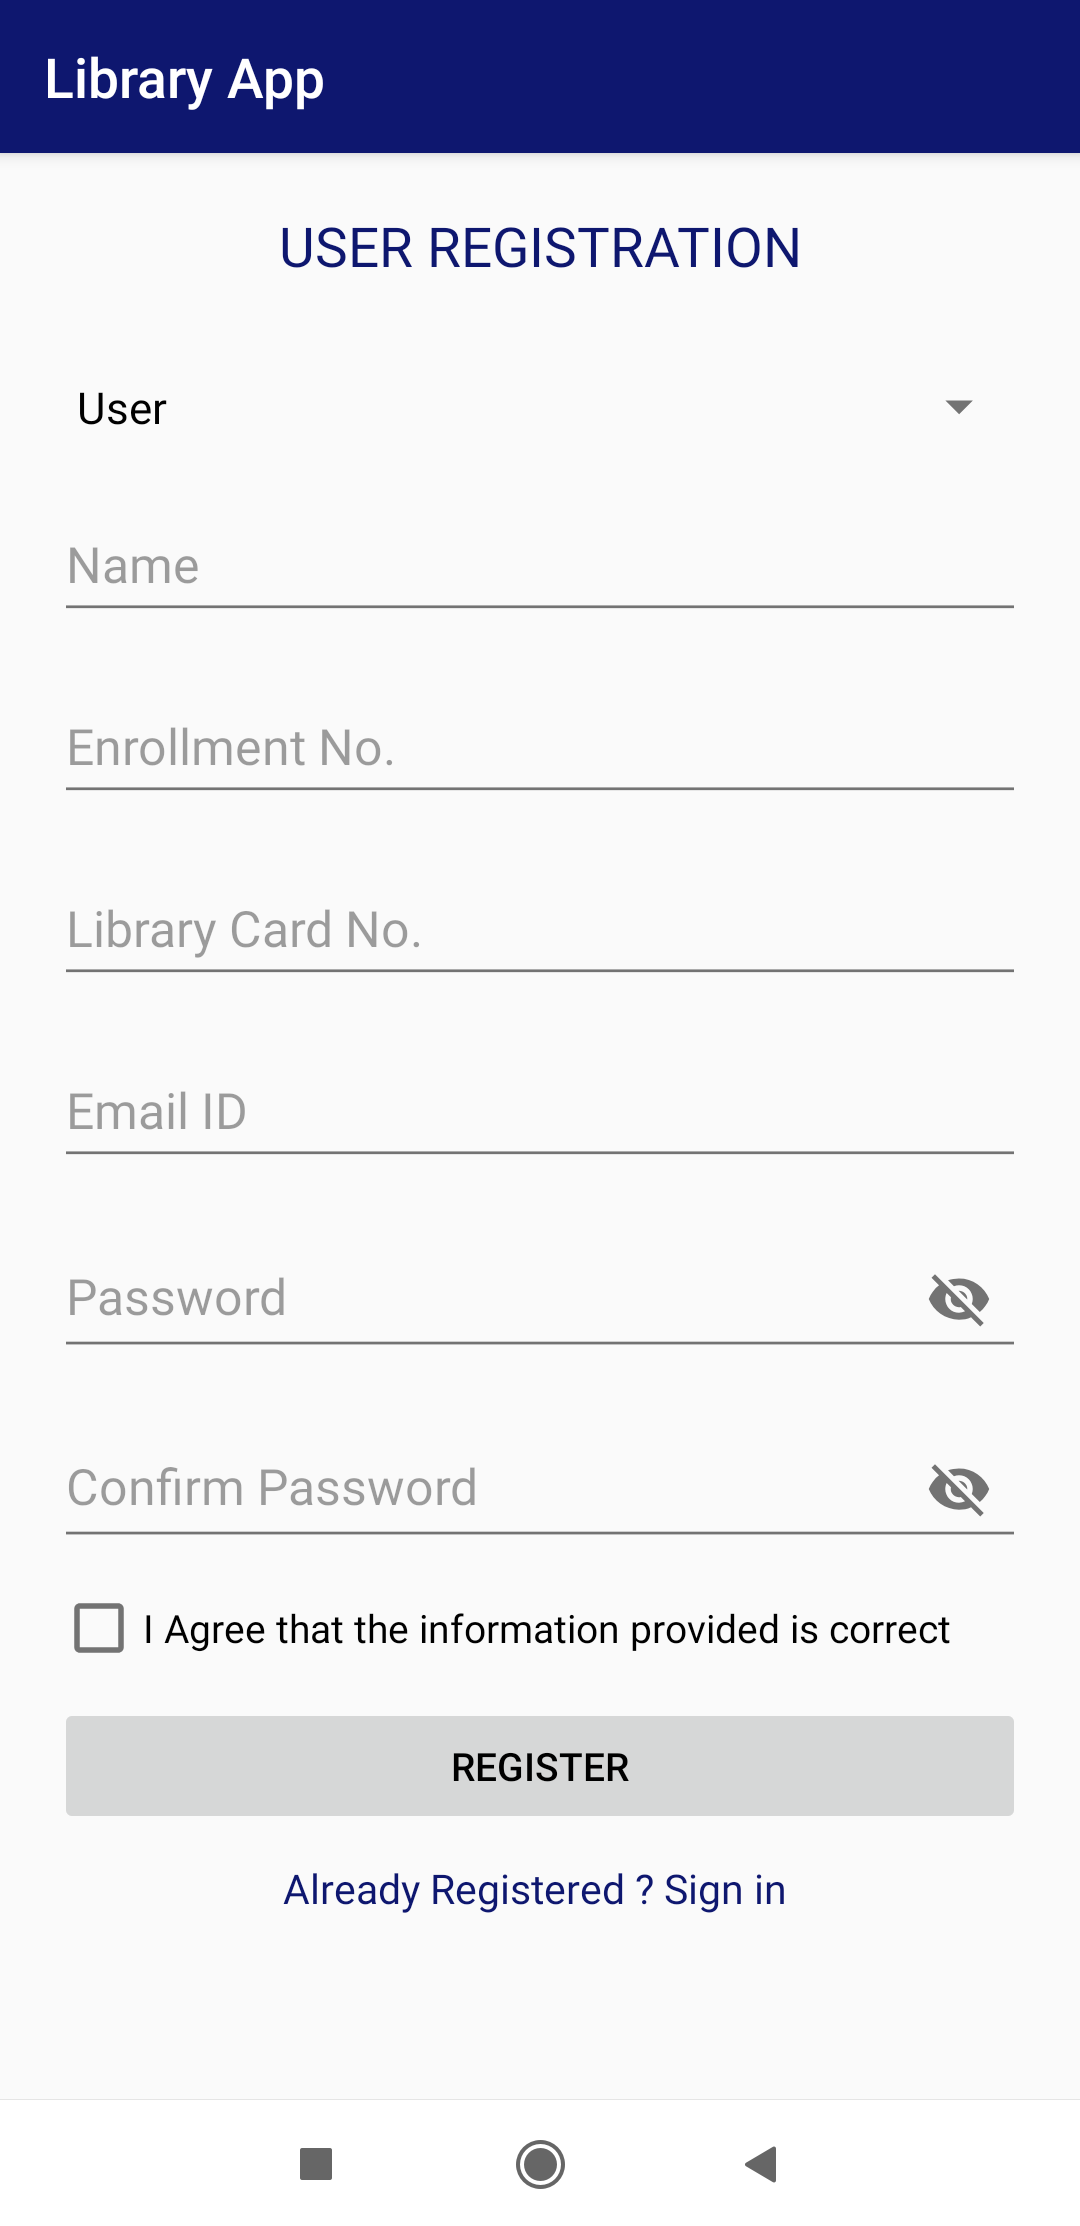 Library App
USER REGISTRATION
User
Name
Enrollment No.
Library Card No.
Email ID
Password
Confirm Password
I Agree that the information provided is correct
REGISTER
Already Registered ? Sign in